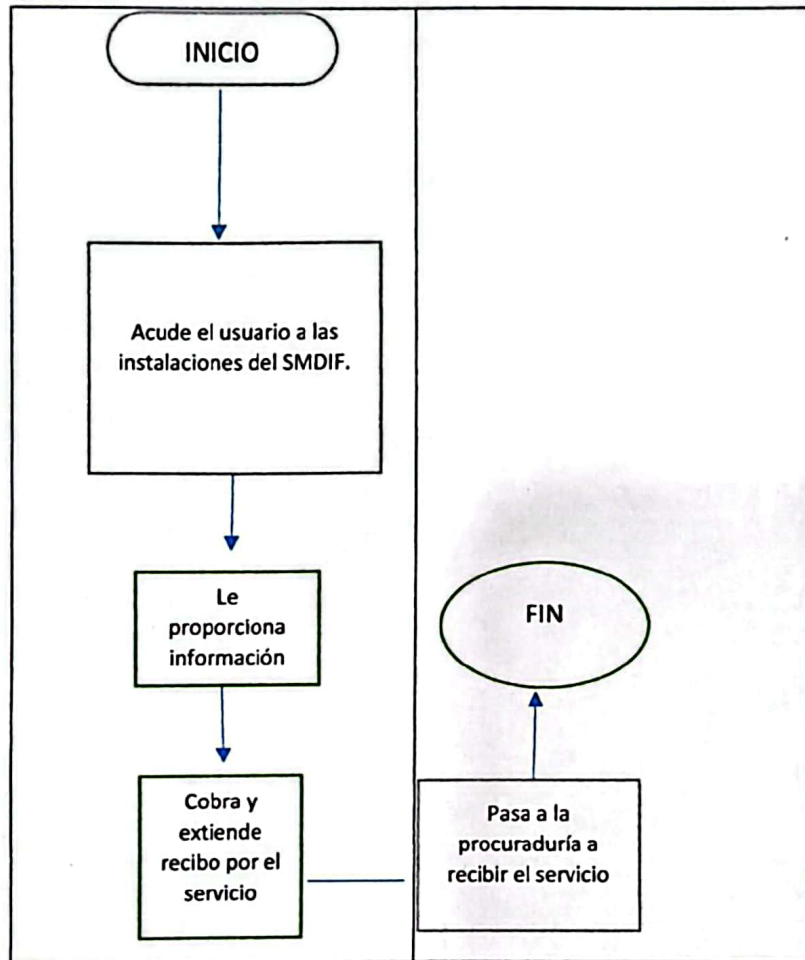 INICIO
Acude el usuario a las
instalaciones del SMDIF.
Le
proporciona
información
Cobra y
extiende
recibo por el
servicio
Pasa a la
procuraduría a
recibir el servicio
FIN